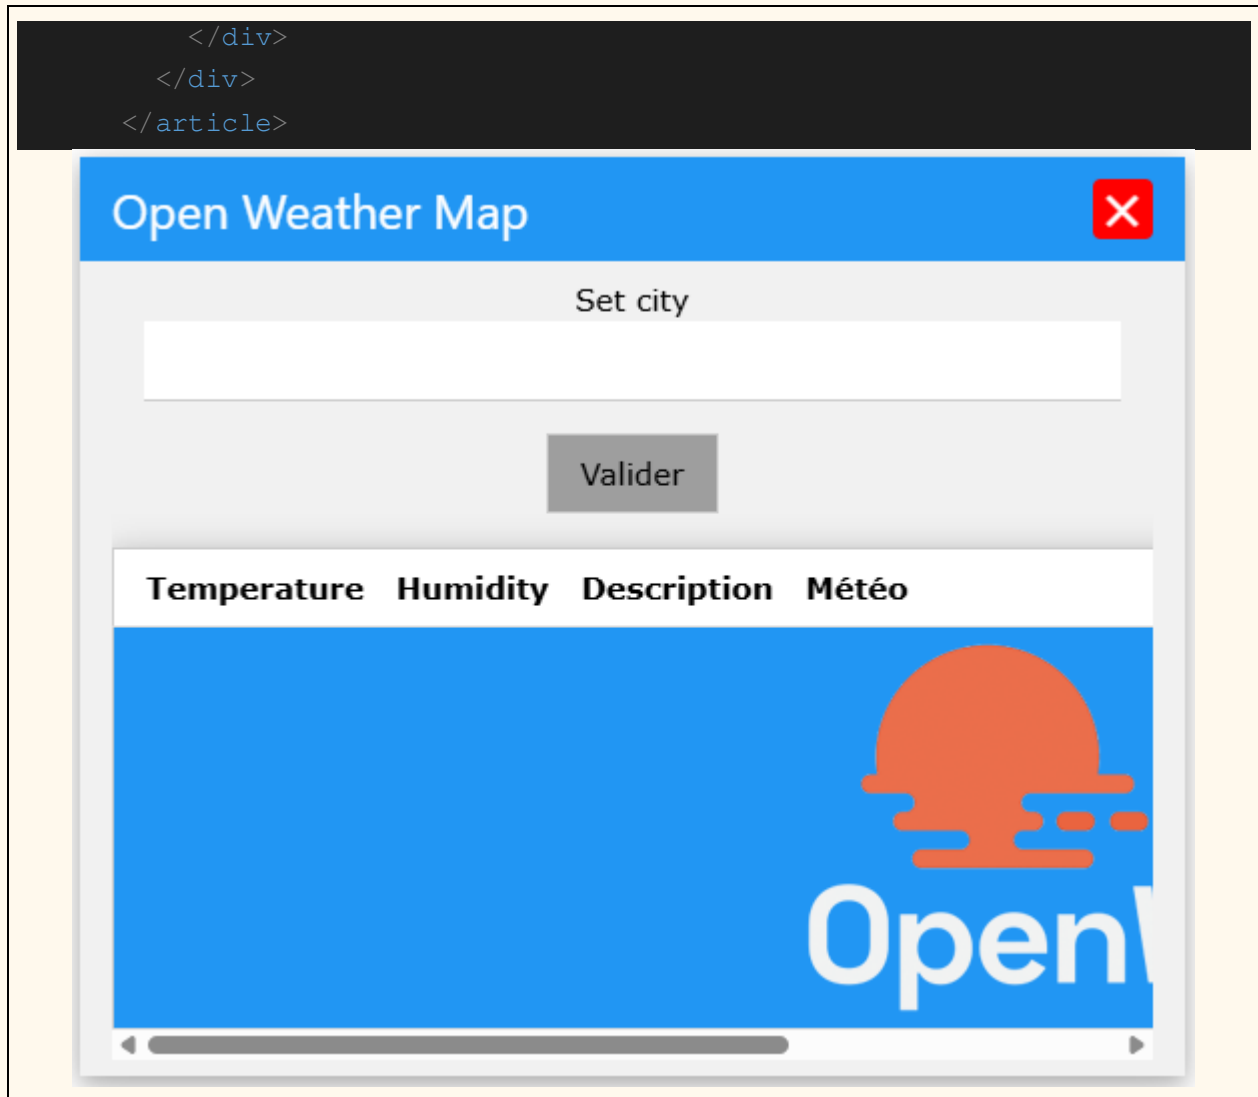 </div>
</div>
</article>
Open Weather Map
Set city
Valider
Temperature Humidity Description Météo
Open